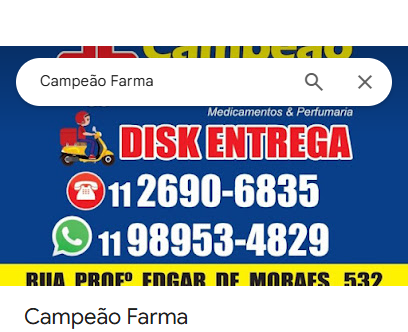 Campeão
Campeão Farma
Medicamentos & Perfumaria
DISK ENTREGA
11 2690-6835
11 98953-4829
RUA PROFº EDGAR DE MORAES, 532
Campeão Farma